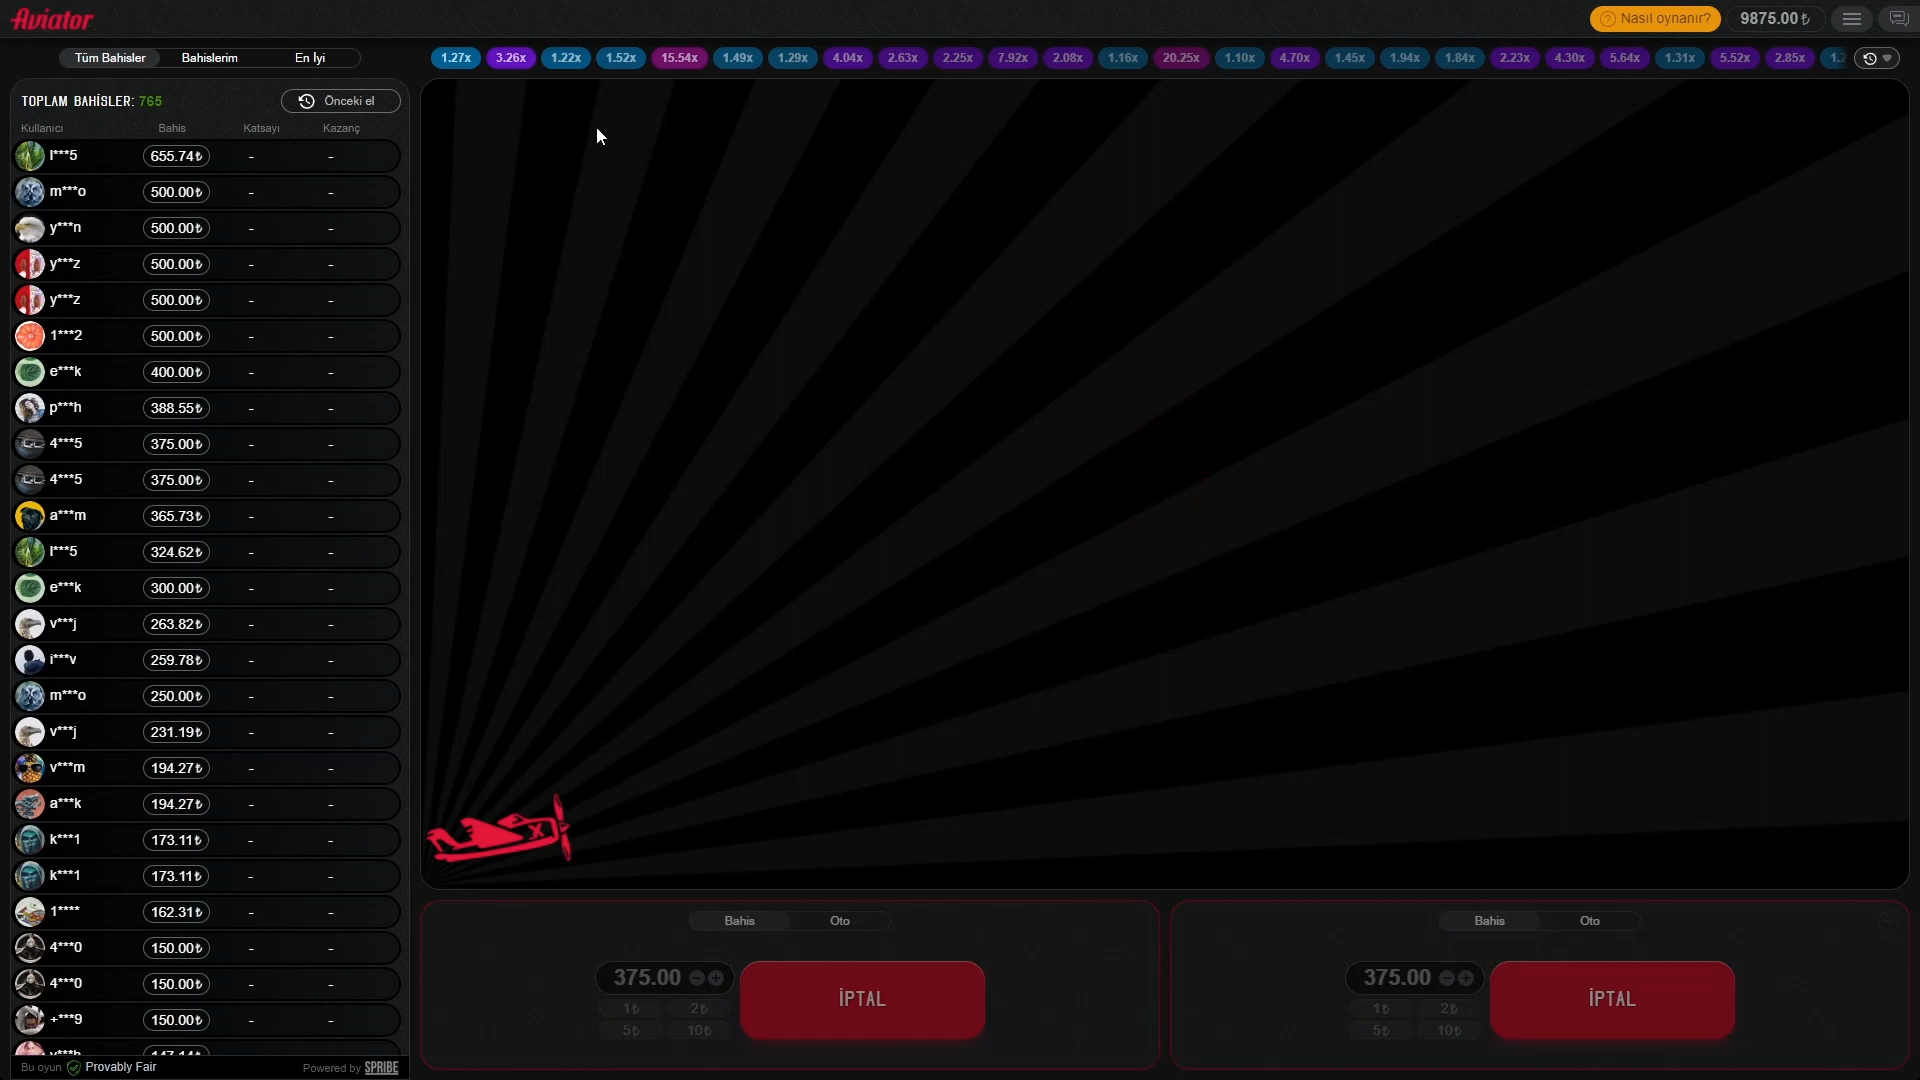 Aviator
Nasıl oynanır?
9875.00₺
Tüm Bahisler Bahislerim En İyi
1.27x 3.26x 1.22x 1.52x 15.54x 1.49x 1.29x 4.04x 2.63x 2.25x 7.92x 2.08x 1.16x 20.25x 1.10x 4.70x 1.45x 1.94x 1.84x 2.23x 4.30x 5.64x 1.31x 5.52x 2.85x
TOPLAM BAHİSLER: 765
Önceki el
Kullanıcı Bahis Katsayı Kazanç
l***5 655.74₺ - -
m***o 500.00₺ - -
y***n 500.00₺ - -
y***z 500.00₺ - -
y***z 500.00₺ - -
1***2 500.00₺ - -
e***k 400.00₺ - -
p***h 388.55₺ - -
4***5 375.00₺ - -
4***5 375.00₺ - -
a***m 365.73₺ - -
l***5 324.62₺ - -
e***k 300.00₺ - -
v***j 263.82₺ - -
i***v 259.78₺ - -
m***o 250.00₺ - -
v***j 231.19₺ - -
v***m 194.27₺ - -
a***k 194.27₺ - -
k***1 173.11₺ - -
k***1 173.11₺ - -
1**** 162.31₺ - -
4***0 150.00₺ - -
4***0 150.00₺ - -
+***9 150.00₺ - -
Bu oyun Provably Fair
Powered by SPRIBE
X
Bahis Oto
375.00
1₺ 2₺
5₺ 10₺
İPTAL
Bahis Oto
375.00
1₺ 2₺
5₺ 10₺
İPTAL